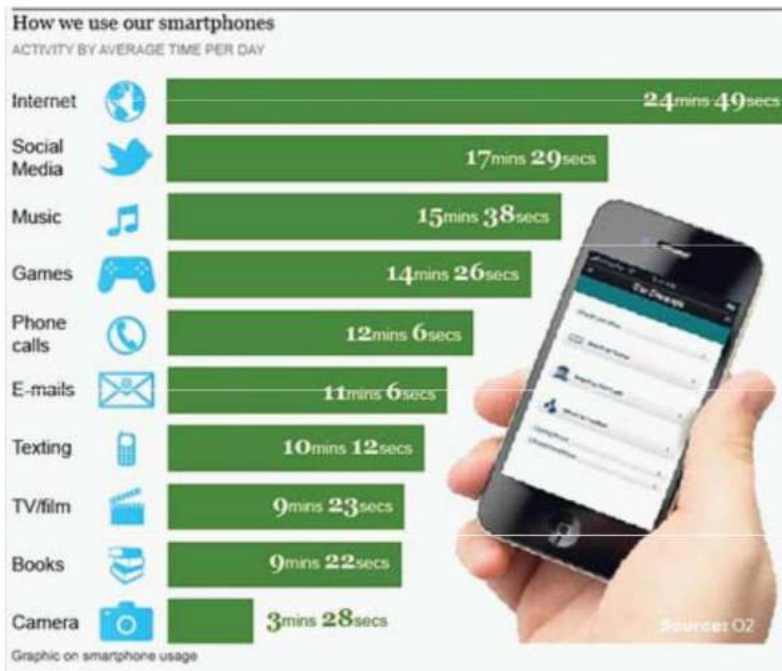 How we use our smartphones
ACTIVITY BY AVERAGE TIME PER DAY
Internet 24mins 49secs
Social
Media 17mins 29secs
Music 15mins 38secs
Games 14mins 26secs
Phone
calls 12mins 6secs
E-mails 11mins 6secs
Texting 10mins 12secs
TV/film 9mins 23secs
Books 9mins 22secs
Camera 3mins 28secs
Source: O2
Graphic on smartphone usage